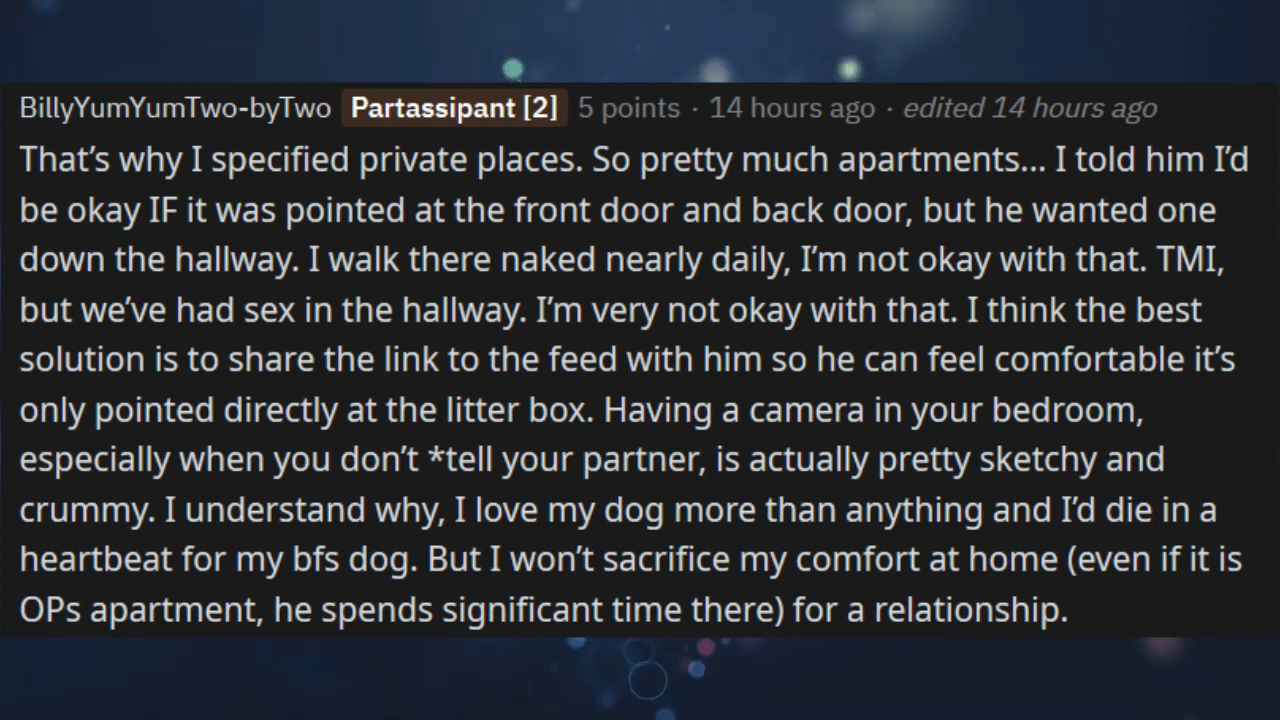 BillyYumYumTwo-byTwo Partassipant [2] 5 points · 14 hours ago · edited 14 hours ago
That’s why I specified private places. So pretty much apartments... I told him I’d
be okay IF it was pointed at the front door and back door, but he wanted one
down the hallway. I walk there naked nearly daily, I’m not okay with that. TMI,
but we’ve had sex in the hallway. I’m very not okay with that. I think the best
solution is to share the link to the feed with him so he can feel comfortable it’s
only pointed directly at the litter box. Having a camera in your bedroom,
especially when you don’t *tell your partner, is actually pretty sketchy and
crummy. I understand why, I love my dog more than anything and I’d die in a
heartbeat for my bfs dog. But I won’t sacrifice my comfort at home (even if it is
OPs apartment, he spends significant time there) for a relationship.